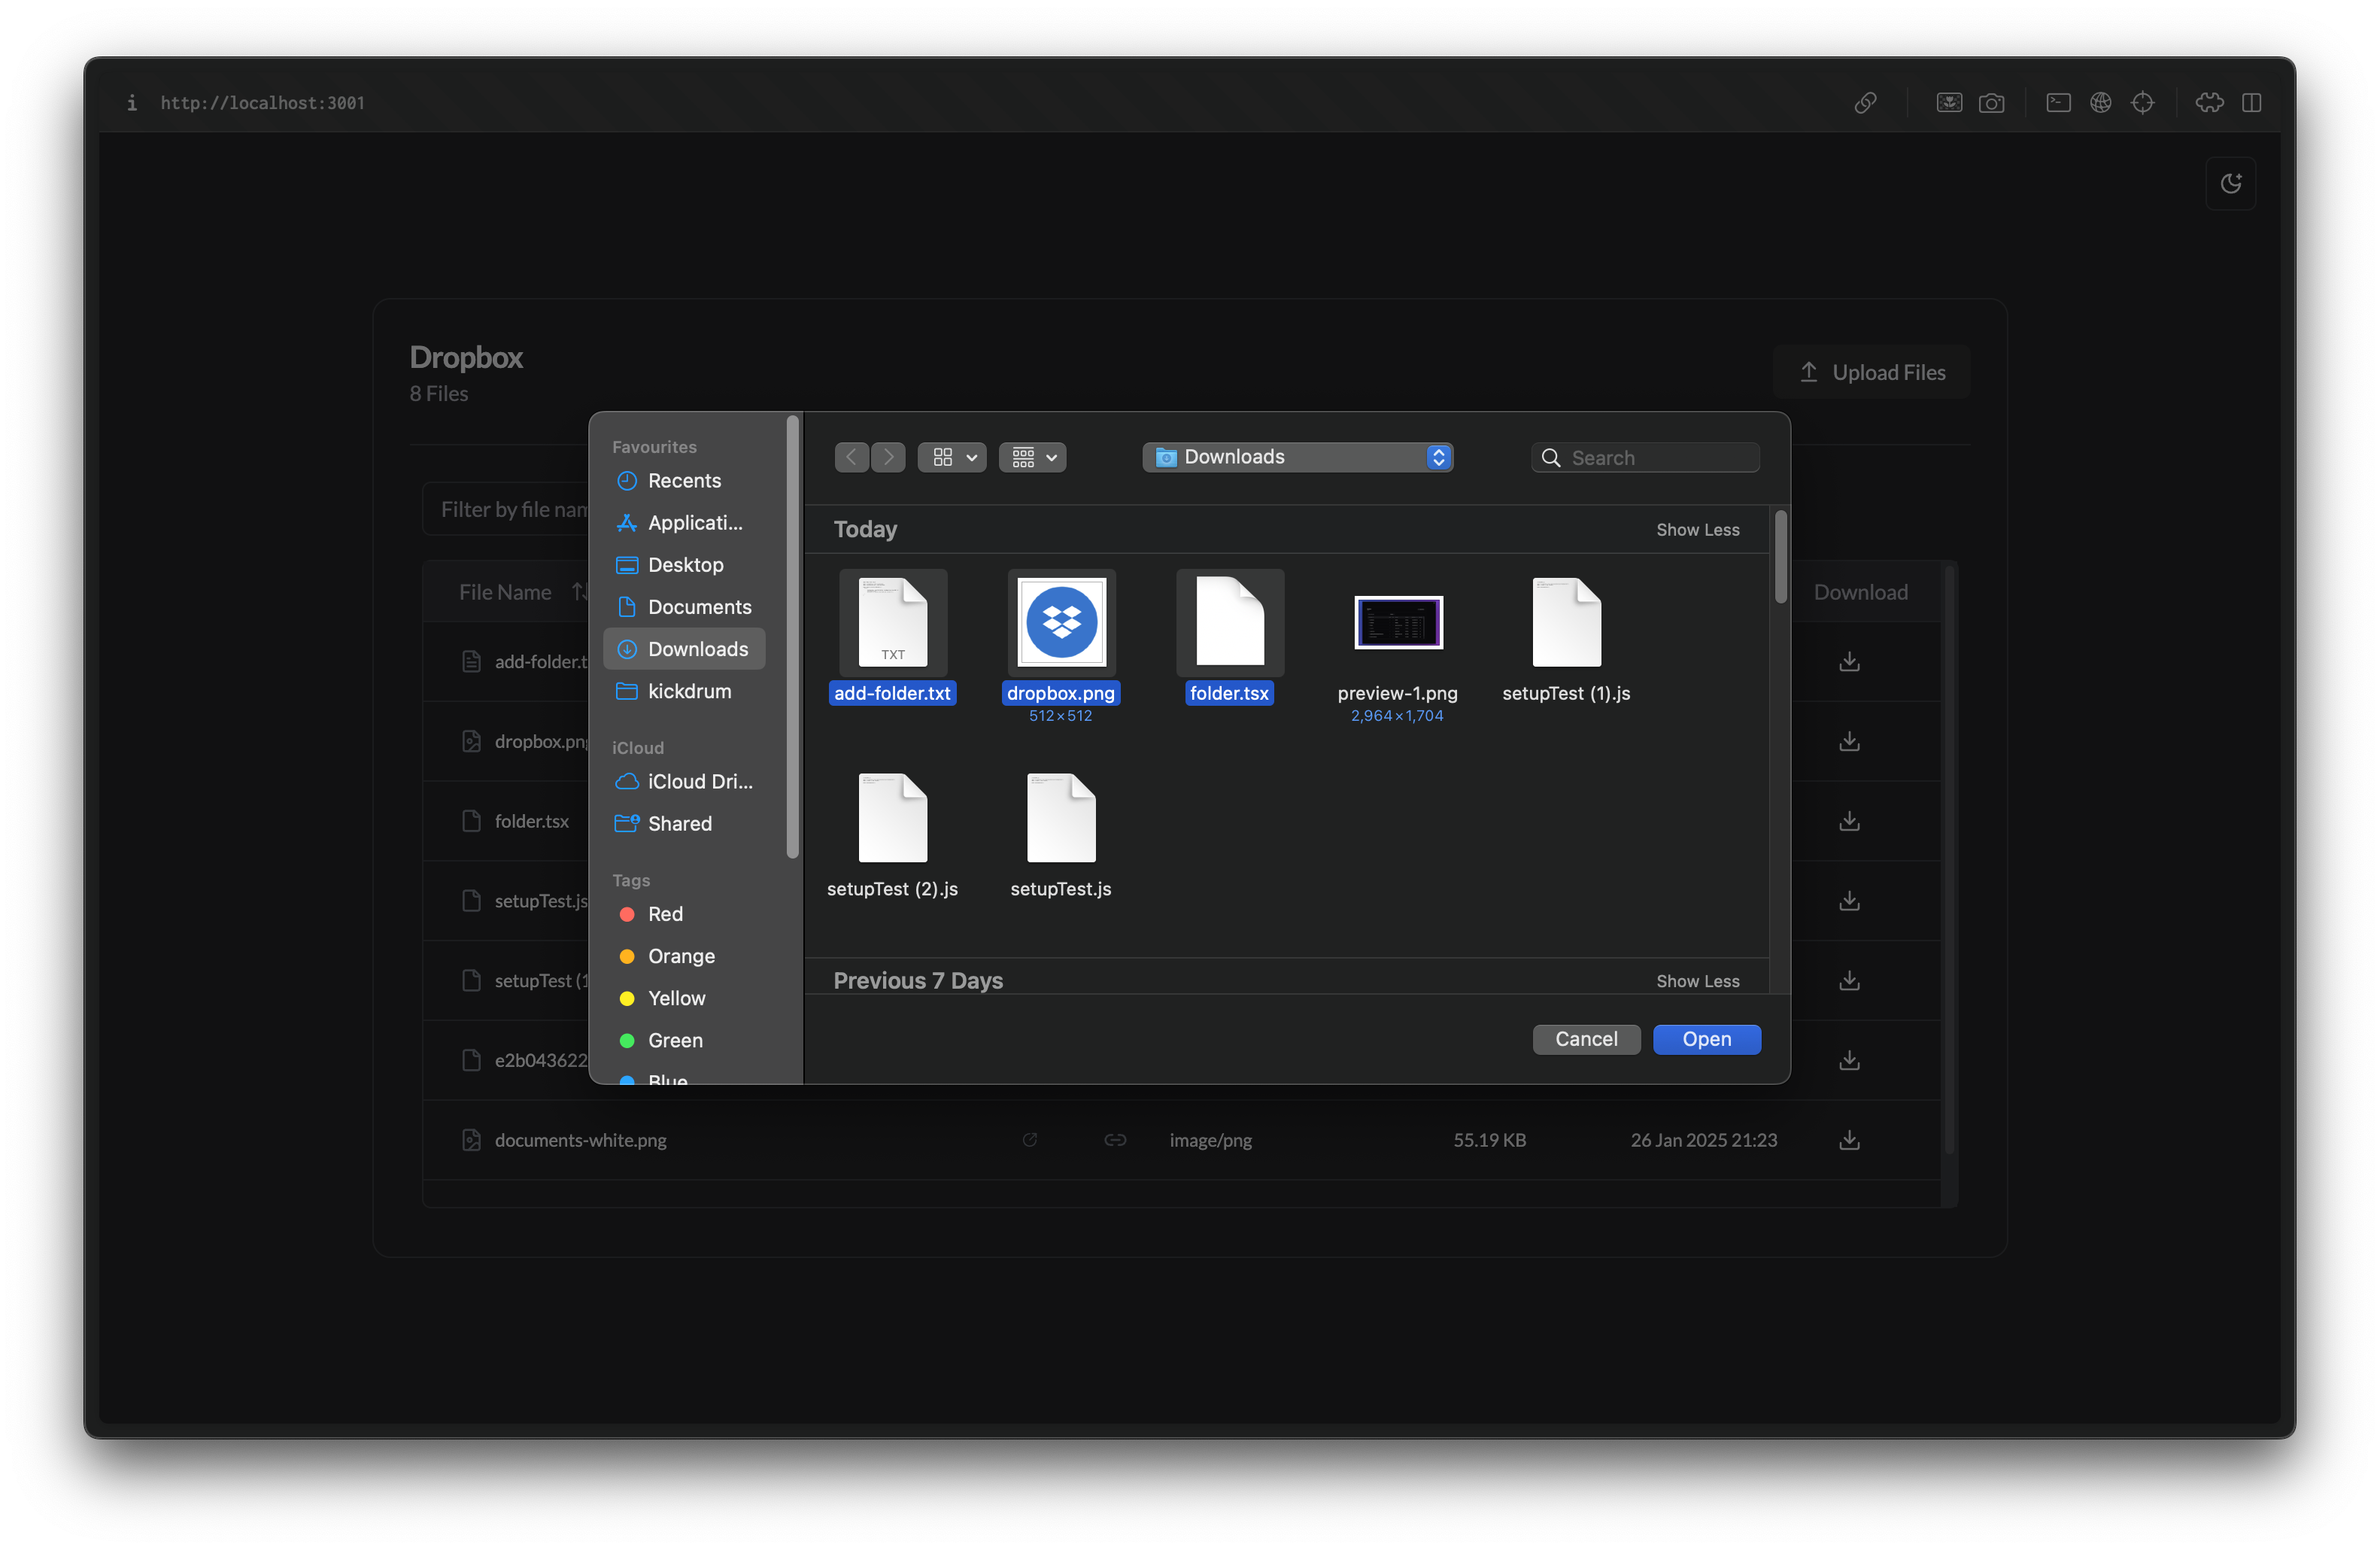 http://localhost:3001
Dropbox
8 Files
Upload Files
Filter by file nam
File Name
Download
add-folder.t
dropbox.png
folder.tsx
setupTest.js
setupTest (1
e2b043622
documents-white.png image/png 55.19 KB 26 Jan 2025 21:23
Favourites
Recents
Applicati...
Desktop
Documents
Downloads
kickdrum
iCloud
iCloud Dri...
Shared
Tags
Red
Orange
Yellow
Green
Blue
Downloads
Search
Today Show Less
TXT
add-folder.txt
dropbox.png
512×512
folder.tsx
preview-1.png
2,964×1,704
setupTest (1).js
setupTest (2).js
setupTest.js
Previous 7 Days Show Less
Cancel Open